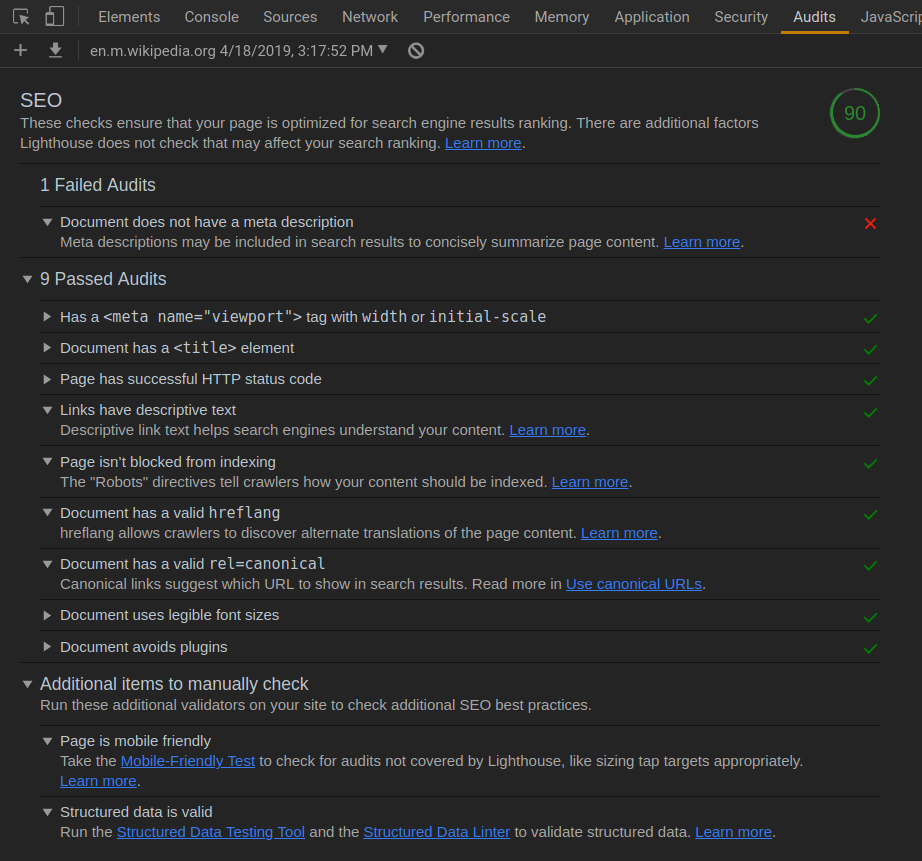 Elements Console Sources Network Performance Memory Application Security Audits JavaScrip
en.m.wikipedia.org 4/18/2019, 3:17:52 PM
SEO
90
These checks ensure that your page is optimized for search engine results ranking. There are additional factors
Lighthouse does not check that may affect your search ranking. Learn more.
1 Failed Audits
Document does not have a meta description
Meta descriptions may be included in search results to concisely summarize page content. Learn more.
9 Passed Audits
Has a <meta name="viewport"> tag with width or initial-scale
Document has a <title> element
Page has successful HTTP status code
Links have descriptive text
Descriptive link text helps search engines understand your content. Learn more.
Page isn’t blocked from indexing
The "Robots" directives tell crawlers how your content should be indexed. Learn more.
Document has a valid hreflang
hreflang allows crawlers to discover alternate translations of the page content. Learn more.
Document has a valid rel=canonical
Canonical links suggest which URL to show in search results. Read more in Use canonical URLs.
Document uses legible font sizes
Document avoids plugins
Additional items to manually check
Run these additional validators on your site to check additional SEO best practices.
Page is mobile friendly
Take the Mobile-Friendly Test to check for audits not covered by Lighthouse, like sizing tap targets appropriately.
Learn more.
Structured data is valid
Run the Structured Data Testing Tool and the Structured Data Linter to validate structured data. Learn more.